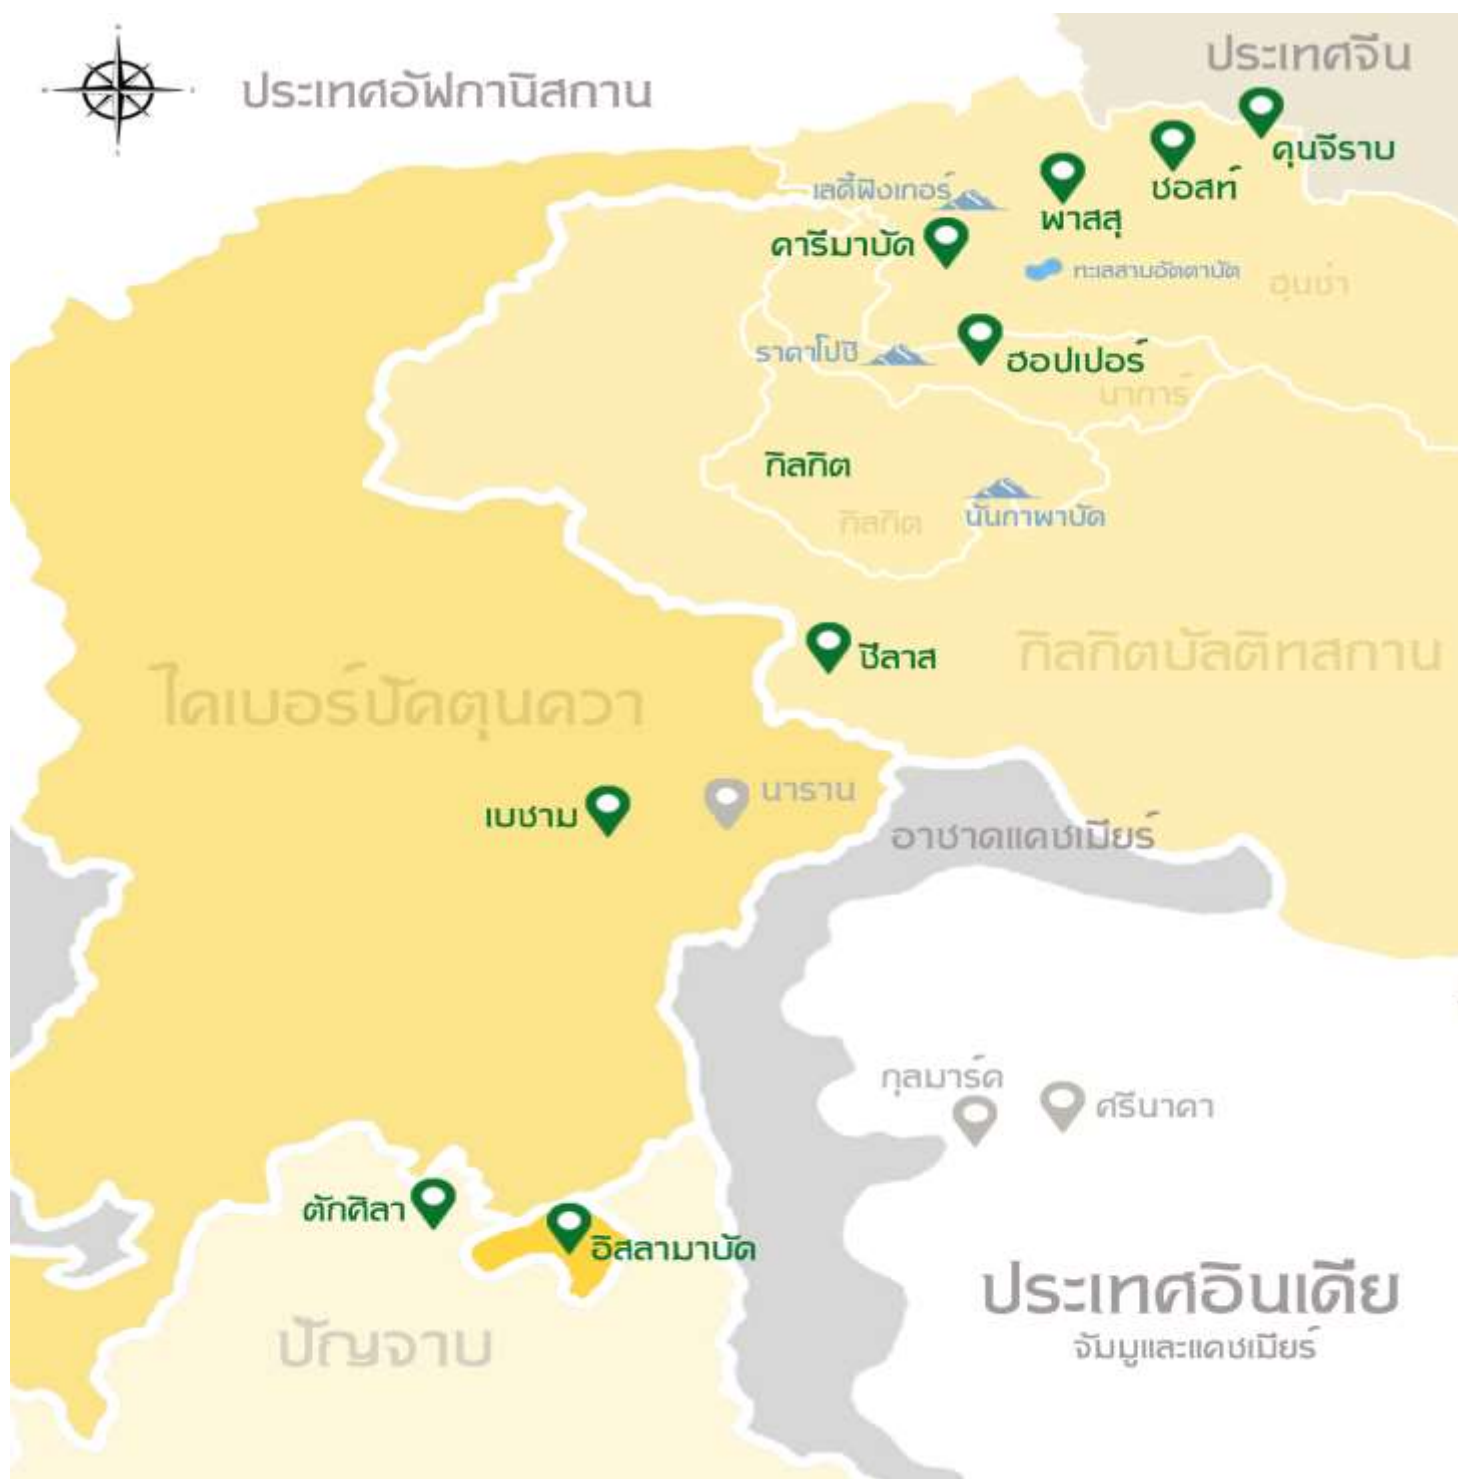 ประเทศจีน
ประเทศอัฟกานิสถาน
คุนจีราบ
ซอสท์
เลดี้ฟิงเกอร์
พาสสุ
คารีมาบัด
ทะเลสาบอัตตาบัด
ฮุนซ่า
ราคาโปชิ
ฮอปเปอร์
นาการ์
กิลกิต
กิลกิต
นันกาพาบัด
ชีลาส
กิลกิตบัลติทสถาน
ไคเบอร์ปัคตุนควา
นาราน
เบชาม
อาซาดแคชเมียร์
กุลมาร์ค
ศรีนาคา
ตักศิลา
อิสลามาบัด
ประเทศอินเดีย
ปัญจาบ
จัมมูและแคชเมียร์